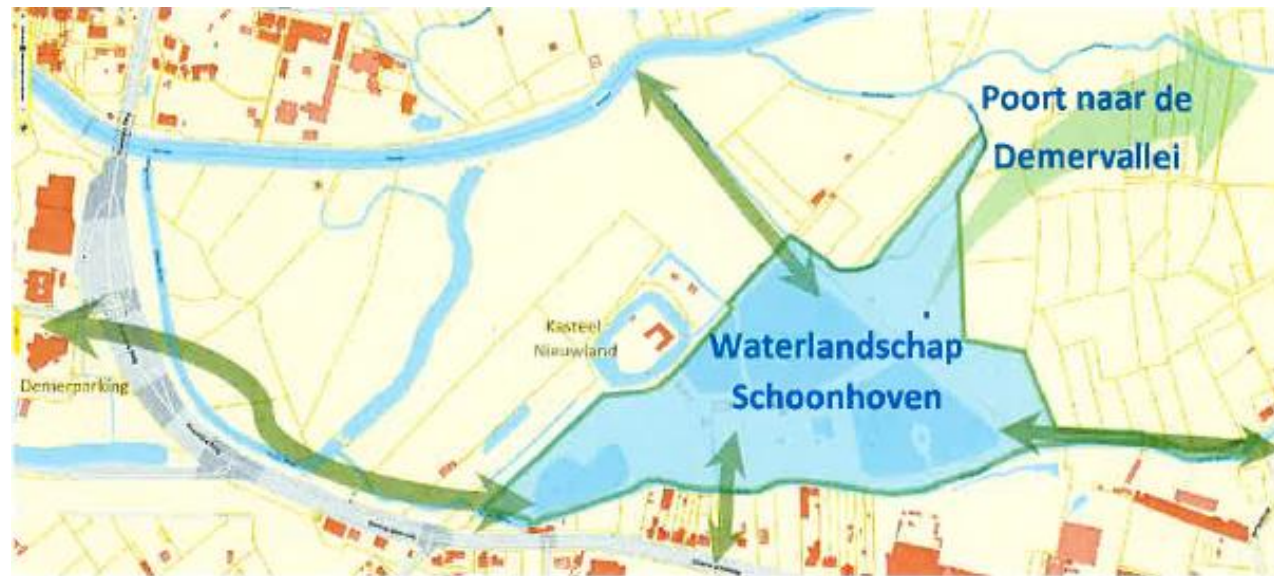 Poort naar de
Demervallei
Kasteel
Nieuwland
Waterlandschap
Schoonhoven
Demerparking